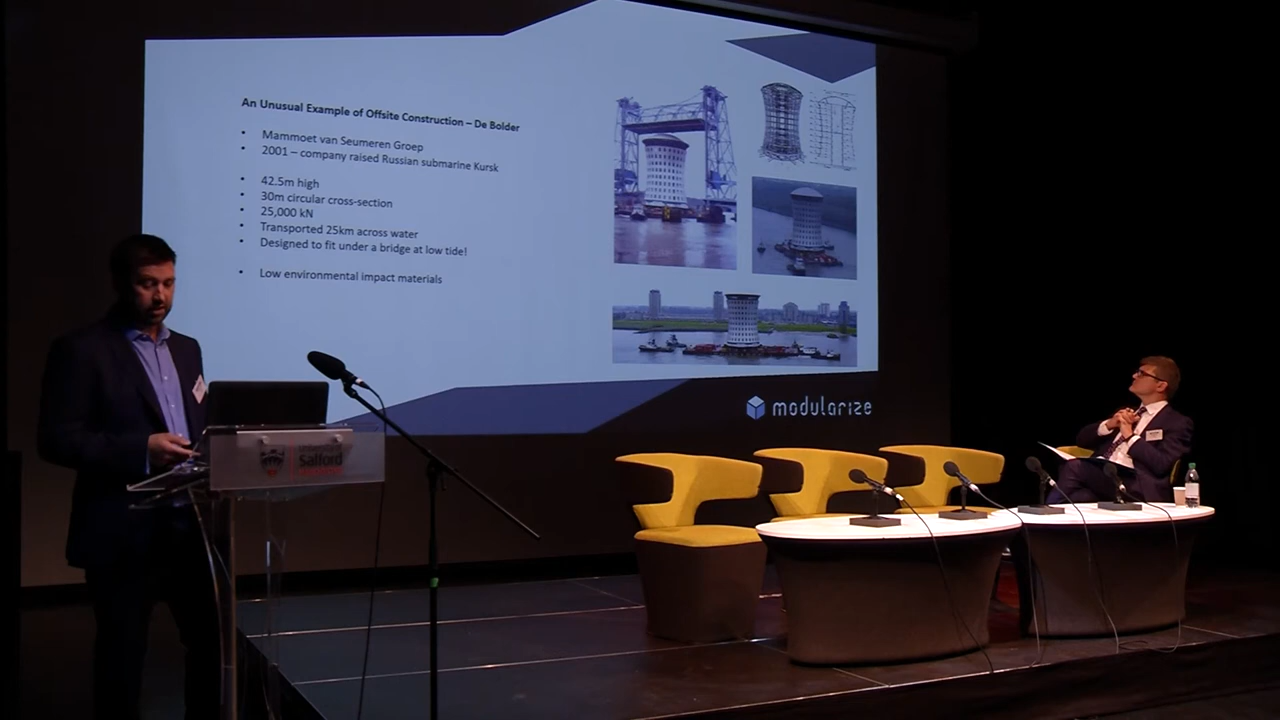 An Unusual Example of Offsite Construction – De Bolder
• Mammoet van Seumeren Groep
• 2001 – company raised Russian submarine Kursk
• 42.5m high
• 30m circular cross-section
• 25,000 kN
• Transported 25km across water
• Designed to fit under a bridge at low tide!
• Low environmental impact materials
modularize
University of
Salford